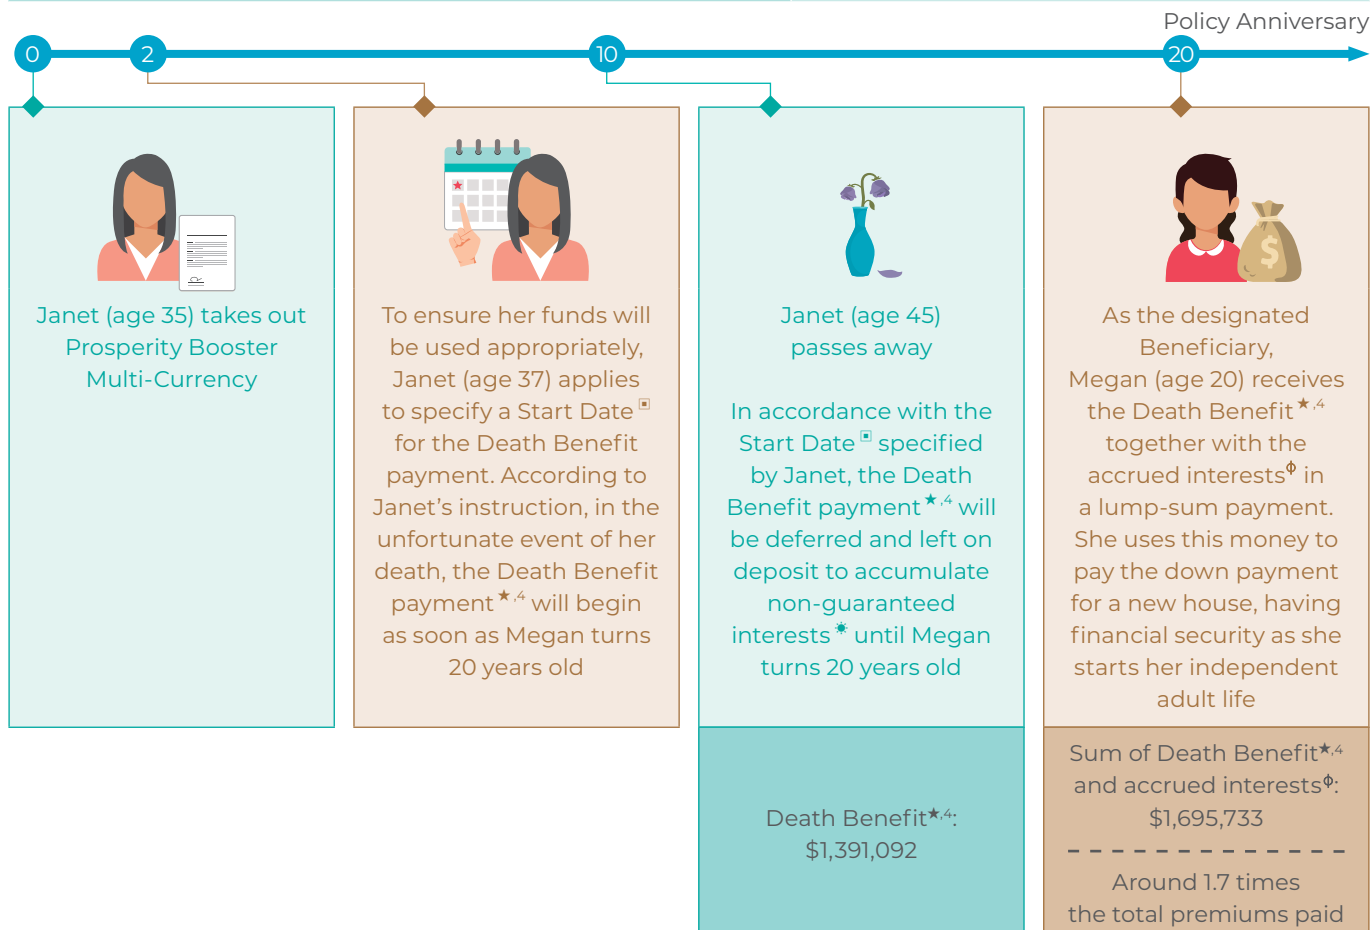 Policy Anniversary
0
2
10
20
Janet (age 35) takes out
Prosperity Booster
Multi-Currency
To ensure her funds will
be used appropriately,
Janet (age 37) applies
to specify a Start Date▣
for the Death Benefit
payment. According to
Janet’s instruction, in the
unfortunate event of her
death, the Death Benefit
payment★,4 will begin
as soon as Megan turns
20 years old
Janet (age 45)
passes away
In accordance with the
Start Date▣ specified
by Janet, the Death
Benefit payment★,4 will
be deferred and left on
deposit to accumulate
non-guaranteed
interests☀ until Megan
turns 20 years old
Death Benefit★,4:
$1,391,092
$
As the designated
Beneficiary,
Megan (age 20) receives
the Death Benefit★,4
together with the
accrued interestsΦ in
a lump-sum payment.
She uses this money to
pay the down payment
for a new house, having
financial security as she
starts her independent
adult life
Sum of Death Benefit★,4
and accrued interestsΦ:
$1,695,733
Around 1.7 times
the total premiums paid